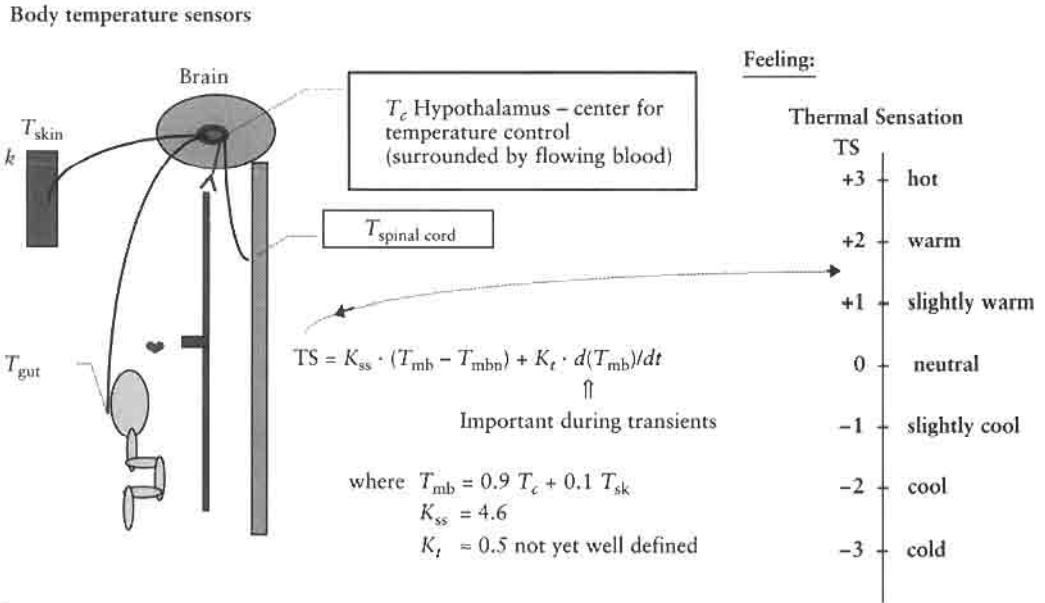 Body temperature sensors
Feeling:
Brain
T_c Hypothalamus – center for
temperature control
(surrounded by flowing blood)
T_skin
k
T_spinal cord
T_gut
Thermal Sensation
TS
+3 hot
+2 warm
+1 slightly warm
0 neutral
−1 slightly cool
−2 cool
−3 cold
TS = K_ss · (T_mb − T_mbn) + K_t · d(T_mb)/dt
⇑
Important during transients
where T_mb = 0.9 T_c + 0.1 T_sk
K_ss = 4.6
K_t = 0.5 not yet well defined